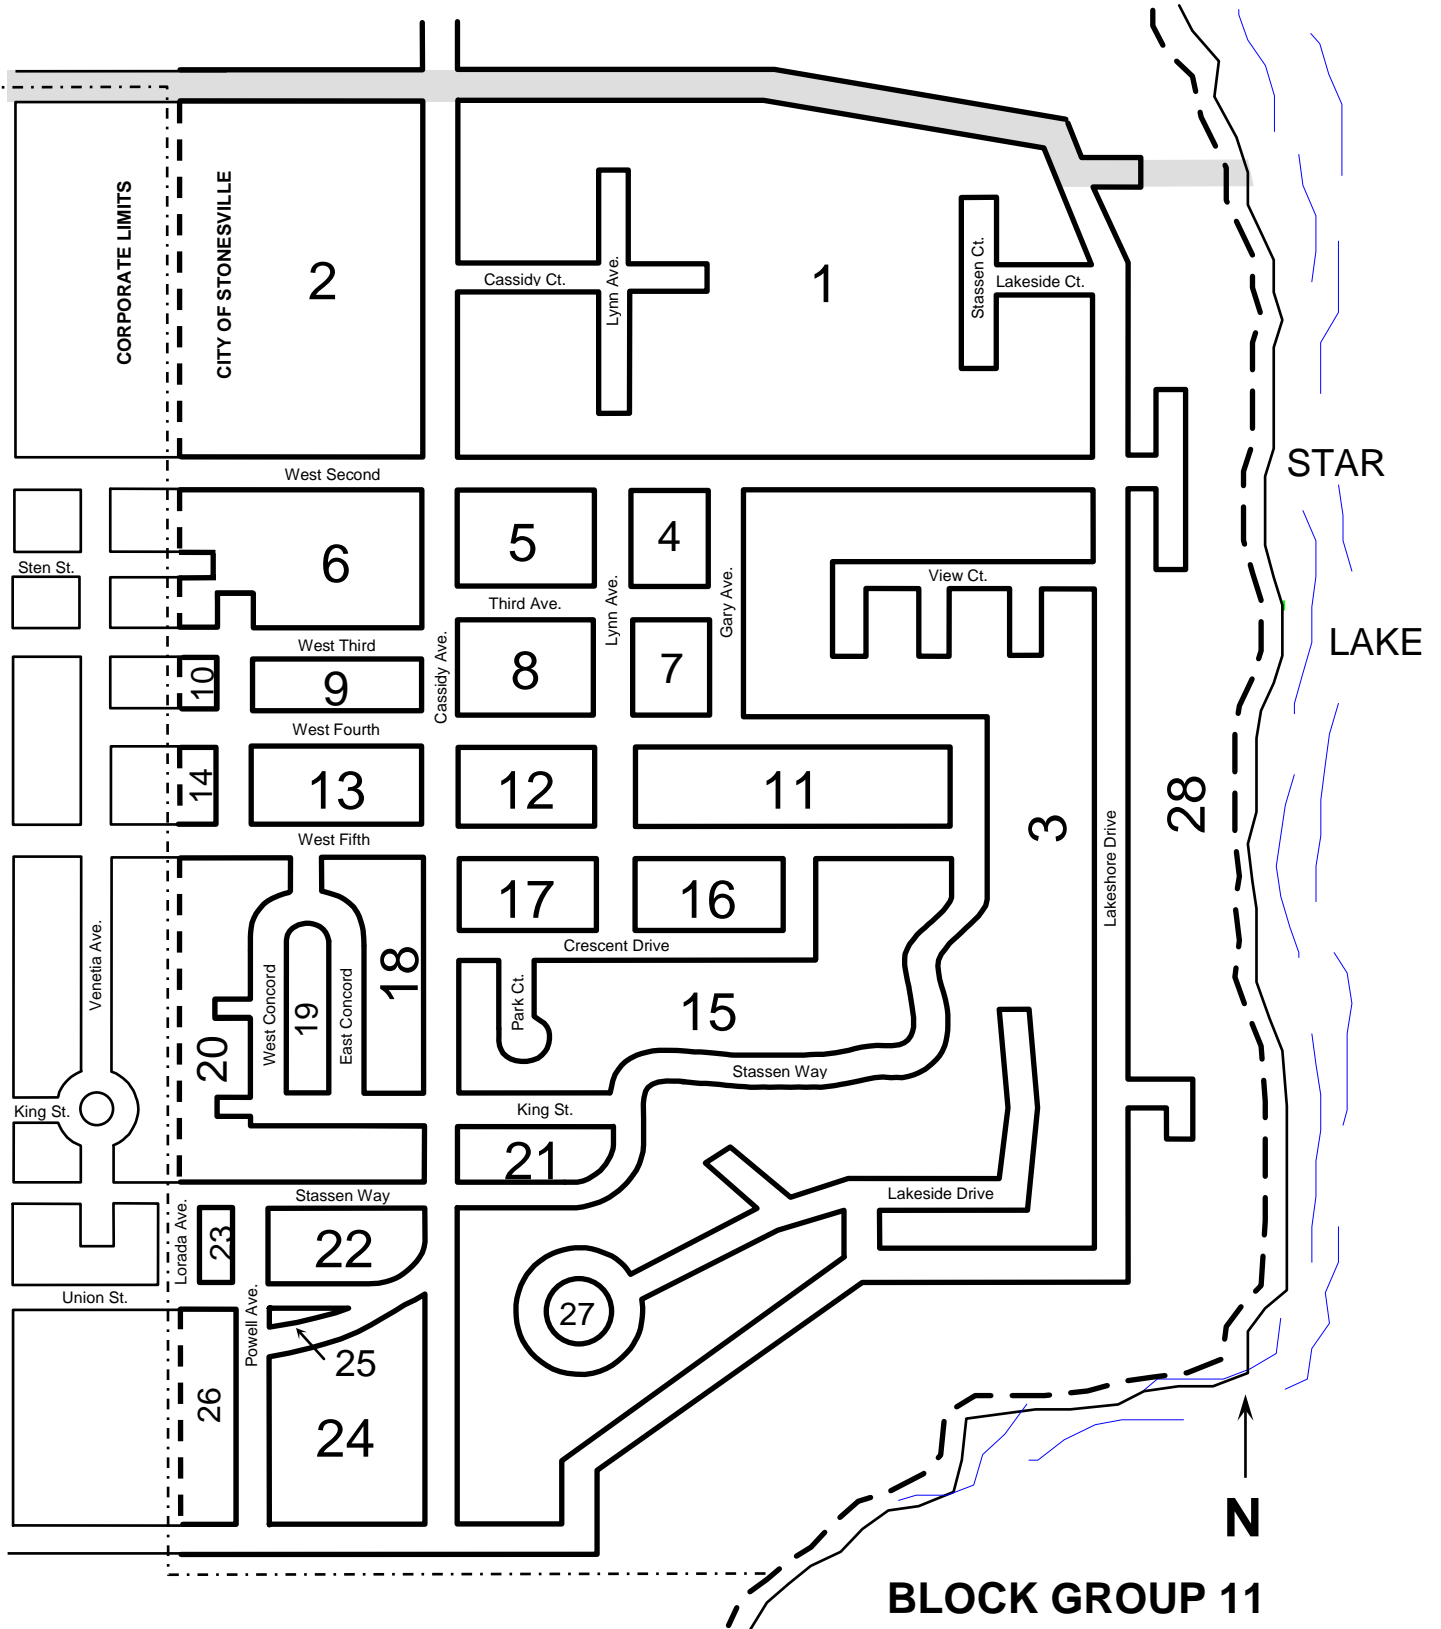 CORPORATE LIMITS
CITY OF STONESVILLE
2
Cassidy Ct.
Lynn Ave.
1
Stassen Ct.
Lakeside Ct.
STAR
LAKE
West Second
Sten St.
6
5
4
Third Ave.
Lynn Ave.
Gary Ave.
View Ct.
West Third
Cassidy Ave.
10
9
8
7
West Fourth
14
13
12
11
3
28
Lakeshore Drive
West Fifth
Venetia Ave.
17
16
Crescent Drive
18
West Concord
19
East Concord
Park Ct.
15
20
Stassen Way
King St.
King St.
21
Stassen Way
Lakeside Drive
Lorada Ave.
23
22
Union St.
Powell Ave.
27
25
26
24
N
BLOCK GROUP 11